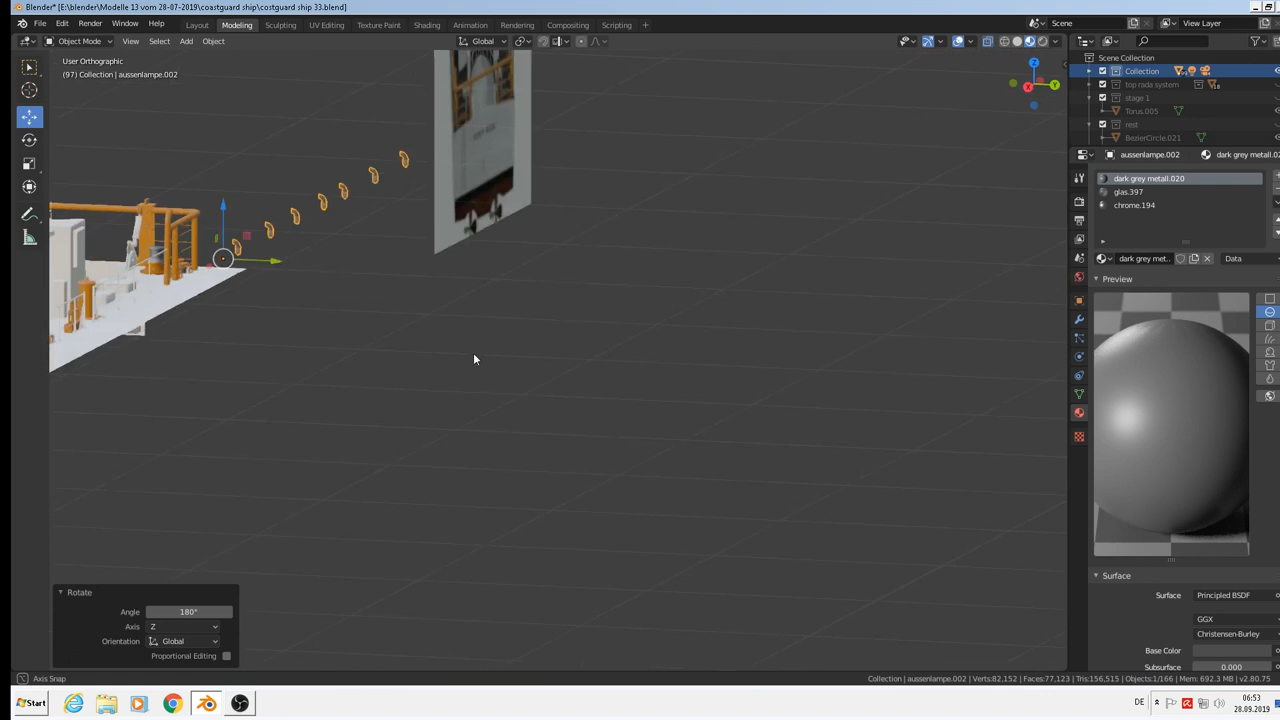 Blender* [E:\blender\Modelle 13 vom 28-07-2019\coastguard ship\costguard ship 33.blend]
File Edit Render Window Help Layout Modeling Sculpting UV Editing Texture Paint Shading Animation Rendering Compositing Scripting + Scene View Layer
Object Mode View Select Add Object Global
User Orthographic
(97) Collection | aussenlampe.002
Z
Y
X
Scene Collection
Collection
top rada system
stage 1
Torus.005
rest
BezierCircle.021
aussenlampe.002 dark grey metall.02
dark grey metall.020
glas.397
chrome.194
dark grey met... Data
Preview
Surface
Surface Principled BSDF
GGX
Christensen-Burley
Base Color
Subsurface 0.000
Rotate
Angle 180°
Axis Z
Orientation Global
Proportional Editing
Axis Snap
Collection | aussenlampe.002 | Verts:82,152 | Faces:77,123 | Tris:156,515 | Objects:1/166 | Mem: 692.3 MB | v2.80.75
Start
DE
06:53
28.09.2019